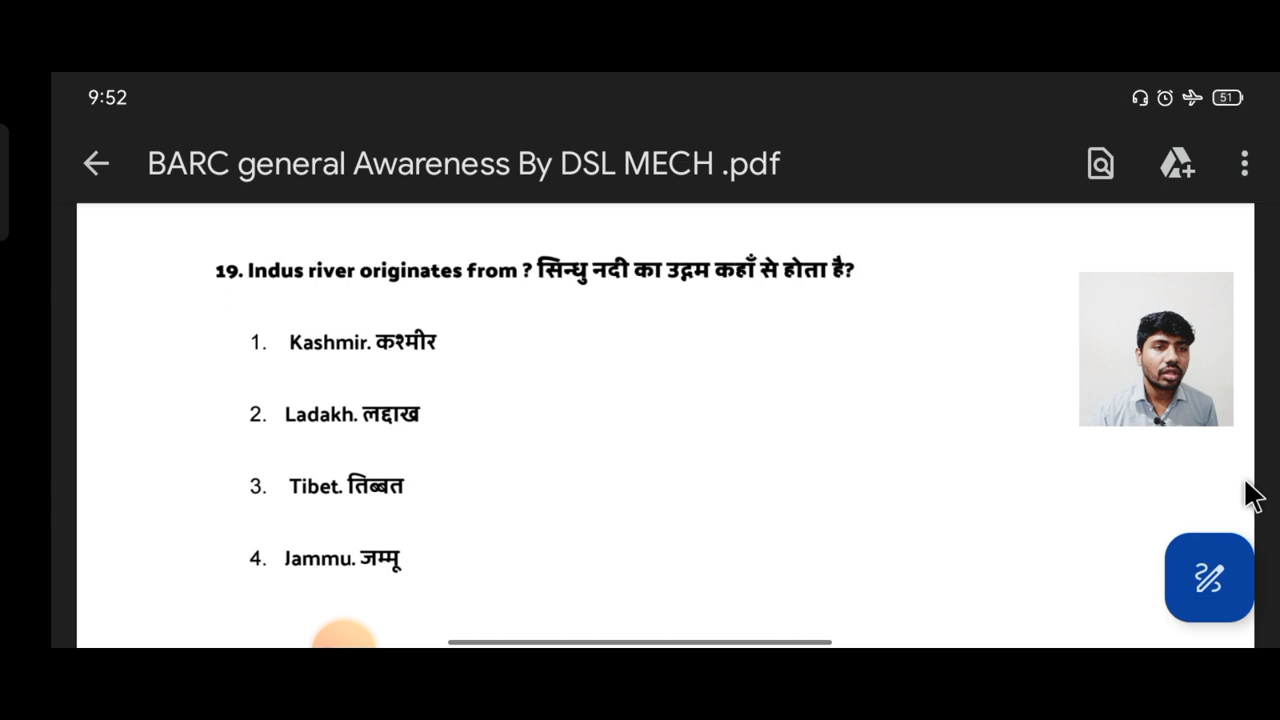 9:52
51
BARC general Awareness By DSL MECH .pdf
19. Indus river originates from ? सिन्धु नदी का उद्गम कहाँ से होता है?
1. Kashmir. कश्मीर
2. Ladakh. लद्दाख
3. Tibet. तिब्बत
4. Jammu. जम्मू